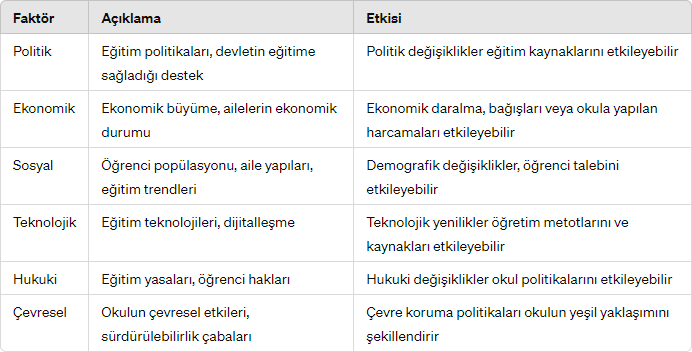 Faktör Açıklama Etkisi
Politik Eğitim politikaları, devletin eğitime Politik değişiklikler eğitim kaynaklarını etkileyebilir
sağladığı destek
Ekonomik Ekonomik büyüme, ailelerin ekonomik Ekonomik daralma, bağışları veya okula yapılan
durumu harcamaları etkileyebilir
Sosyal Öğrenci popülasyonu, aile yapıları, Demografik değişiklikler, öğrenci talebini
eğitim trendleri etkileyebilir
Teknolojik Eğitim teknolojileri, dijitalleşme Teknolojik yenilikler öğretim metotlarını ve
kaynakları etkileyebilir
Hukuki Eğitim yasaları, öğrenci hakları Hukuki değişiklikler okul politikalarını etkileyebilir
Çevresel Okulun çevresel etkileri, Çevre koruma politikaları okulun yeşil yaklaşımını
sürdürülebilirlik çabaları şekillendirir